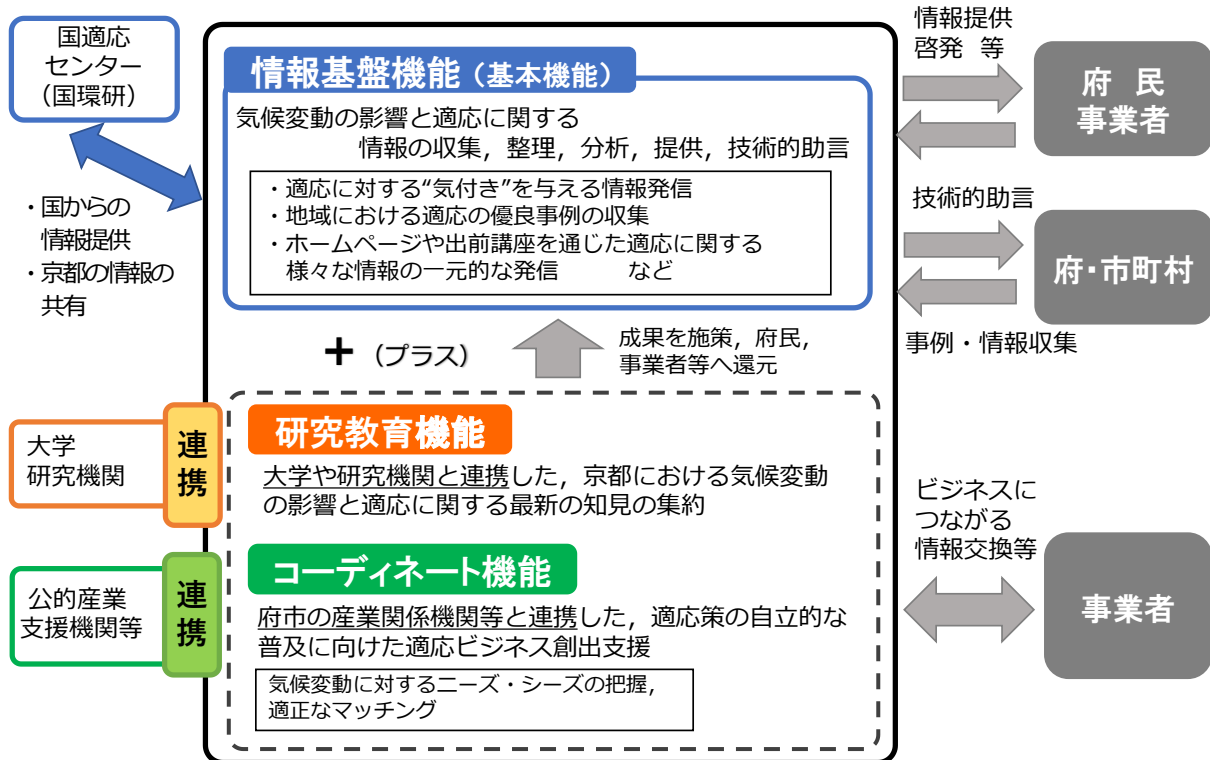 国適応
センター
（国環研）
・国からの
情報提供
・京都の情報の
共有
情報基盤機能（基本機能）
気候変動の影響と適応に関する
情報の収集，整理，分析，提供，技術的助言
・適応に対する“気付き”を与える情報発信
・地域における適応の優良事例の収集
・ホームページや出前講座を通じた適応に関する
様々な情報の一元的な発信　　　など
＋（プラス）
成果を施策，府民，
事業者等へ還元
大学
研究機関
連携
研究教育機能
大学や研究機関と連携した，京都における気候変動
の影響と適応に関する最新の知見の集約
公的産業
支援機関等
連携
コーディネート機能
府市の産業関係機関等と連携した，適応策の自立的な
普及に向けた適応ビジネス創出支援
気候変動に対するニーズ・シーズの把握，
適正なマッチング
情報提供
啓発　等
府　民
事業者
技術的助言
府・市町村
事例・情報収集
ビジネスに
つながる
情報交換等
事業者